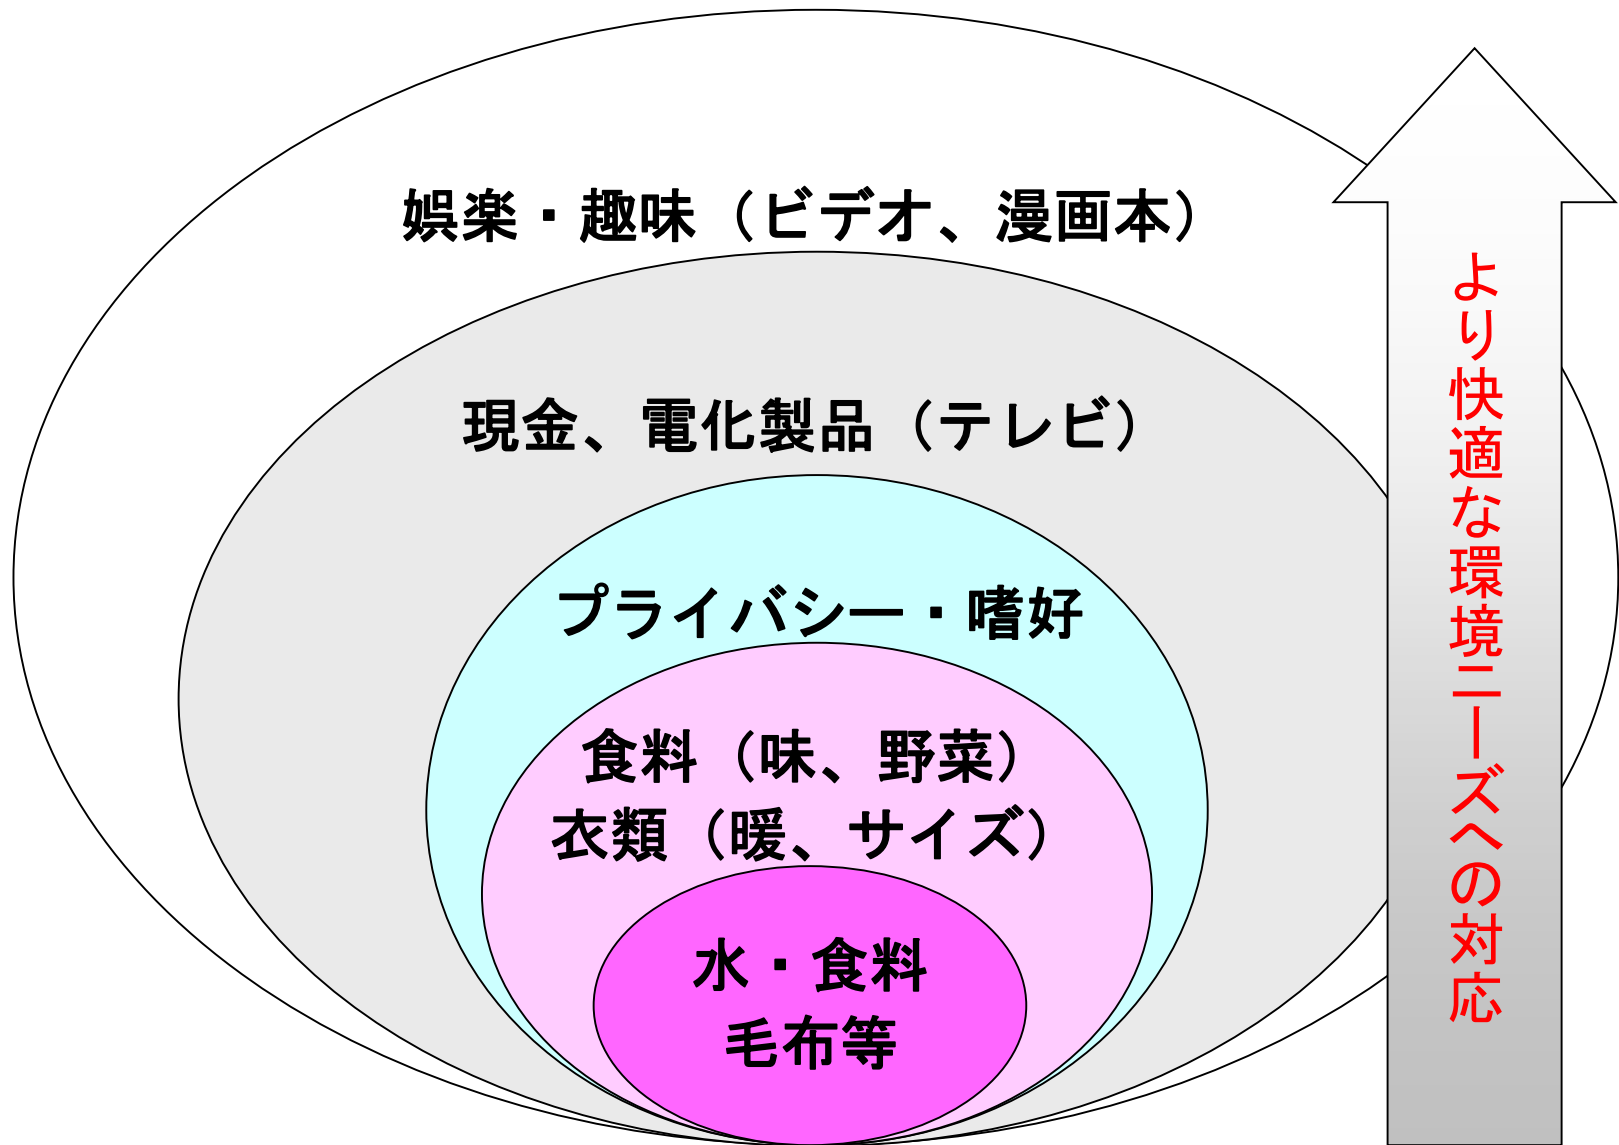 娯楽・趣味（ビデオ、漫画本）
現金、電化製品（テレビ）
プライバシー・嗜好
食料（味、野菜）
衣類（暖、サイズ）
水・食料
毛布等
より快適な環境ニーズへの対応